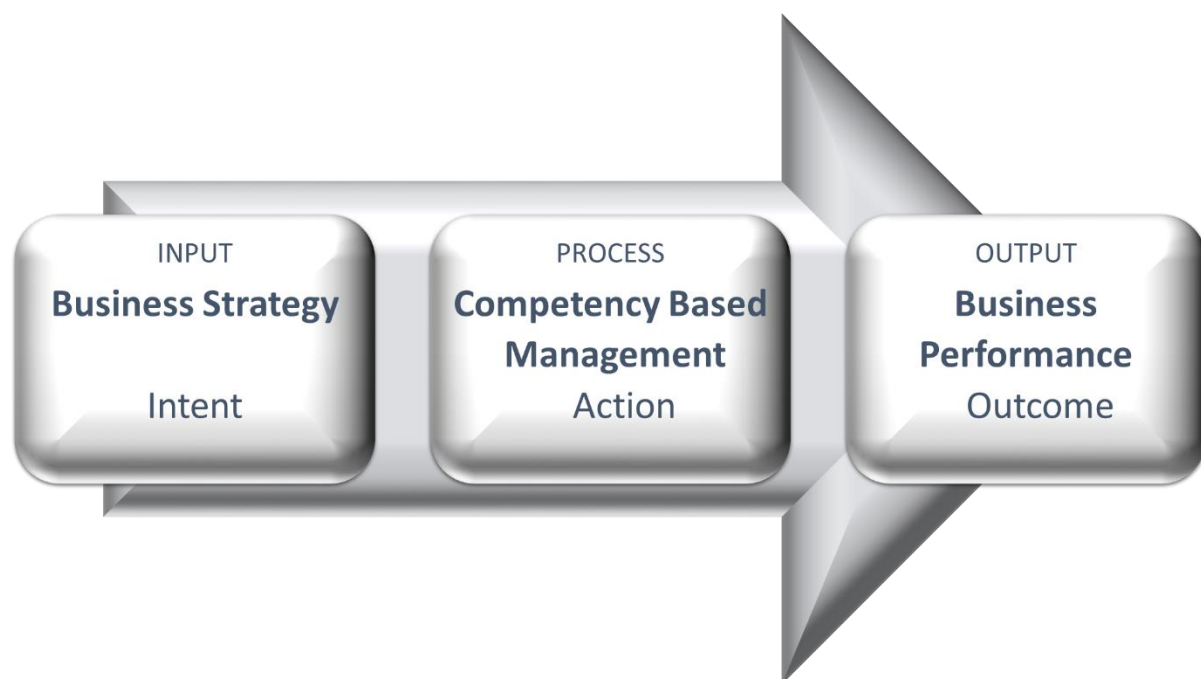 INPUT
Business Strategy
Intent
PROCESS
Competency Based
Management
Action
OUTPUT
Business
Performance
Outcome